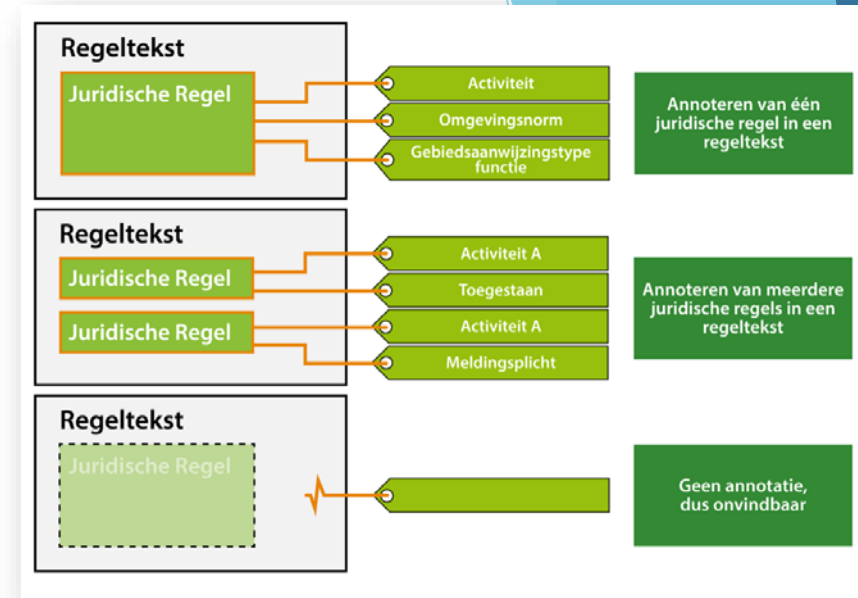 Regeltekst
Juridische Regel
Activiteit
Omgevingsnorm
Gebiedsaanwijzingstype
functie
Annoteren van één
juridische regel in een
regeltekst
Regeltekst
Juridische Regel
Juridische Regel
Activiteit A
Toegestaan
Activiteit A
Meldingsplicht
Annoteren van meerdere
juridische regels in een
regeltekst
Regeltekst
Juridische Regel
Geen annotatie,
dus onvindbaar